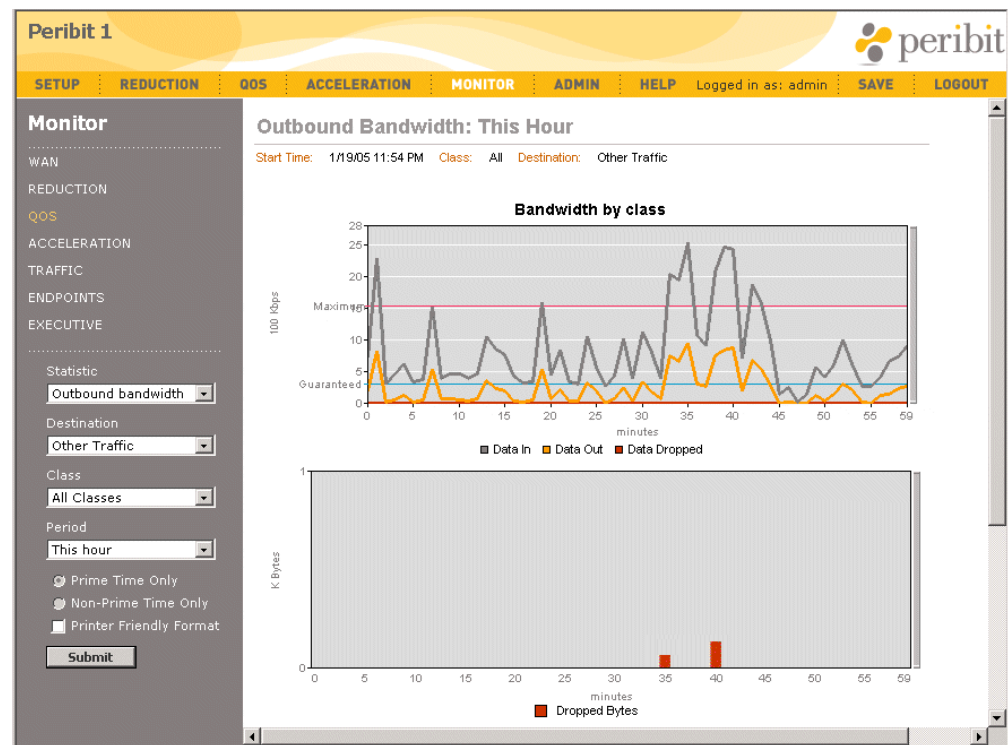 Peribit 1
peribit
SETUP REDUCTION QOS ACCELERATION MONITOR ADMIN HELP Logged in as: admin SAVE LOGOUT
Monitor
WAN
REDUCTION
QOS
ACCELERATION
TRAFFIC
ENDPOINTS
EXECUTIVE
Statistic
Outbound bandwidth
Destination
Other Traffic
Class
All Classes
Period
This hour
Prime Time Only
Non-Prime Time Only
Printer Friendly Format
Submit
Outbound Bandwidth: This Hour
Start Time: 1/19/05 11:54 PM Class: All Destination: Other Traffic
Bandwidth by class
28
25
20
Maximum 15
10
5
Guaranteed
0
100 Kbps
0 5 10 15 20 25 30 35 40 45 50 55 59
minutes
Data In Data Out Data Dropped
1
K Bytes
0
0 5 10 15 20 25 30 35 40 45 50 55 59
minutes
Dropped Bytes